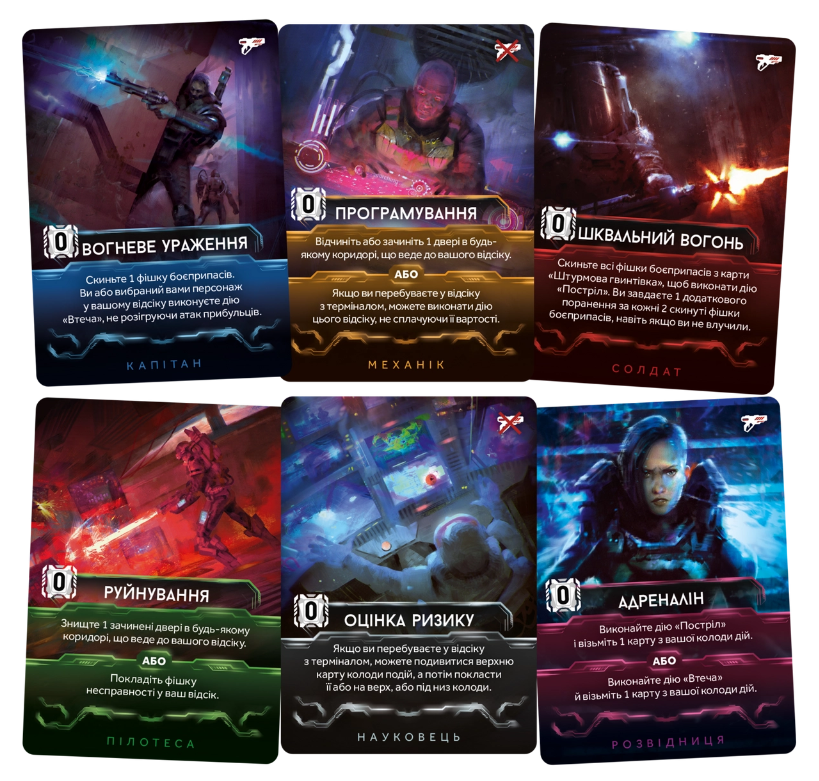 0
ВОГНЕВЕ УРАЖЕННЯ
Скиньте 1 фішку боєприпасів.
Ви або вибраний вами персонаж
у вашому відсіку виконуєте дію
«Втеча», не розігруючи атак прибульців.
КАПІТАН
0
ПРОГРАМУВАННЯ
Відчиніть або зачиніть 1 двері в будь-
якому коридорі, що веде до вашого відсіку.
АБО
Якщо ви перебуваєте у відсіку
з терміналом, можете виконати дію
цього відсіку, не сплачуючи її вартості.
МЕХАНІК
0
ШКВАЛЬНИЙ ВОГОНЬ
Скиньте всі фішки боєприпасів з карти
«Штурмова гвинтівка», щоб виконати дію
«Постріл». Ви завдаєте 1 додаткового
поранення за кожні 2 скинуті фішки
боєприпасів, навіть якщо ви не влучили.
СОЛДАТ
0
РУЙНУВАННЯ
Знищте 1 зачинені двері в будь-якому
коридорі, що веде до вашого відсіку.
АБО
Покладіть фішку
несправності у ваш відсік.
ПІЛОТЕСА
0
ОЦІНКА РИЗИКУ
Якщо ви перебуваєте у відсіку
з терміналом, можете подивитися верхню
карту колоди подій, а потім покласти
її або на верх, або під низ колоди.
НАУКОВЕЦЬ
0
АДРЕНАЛІН
Виконайте дію «Постріл»
і візьміть 1 карту з вашої колоди дій.
АБО
Виконайте дію «Втеча»
й візьміть 1 карту з вашої колоди дій.
РОЗВІДНИЦЯ